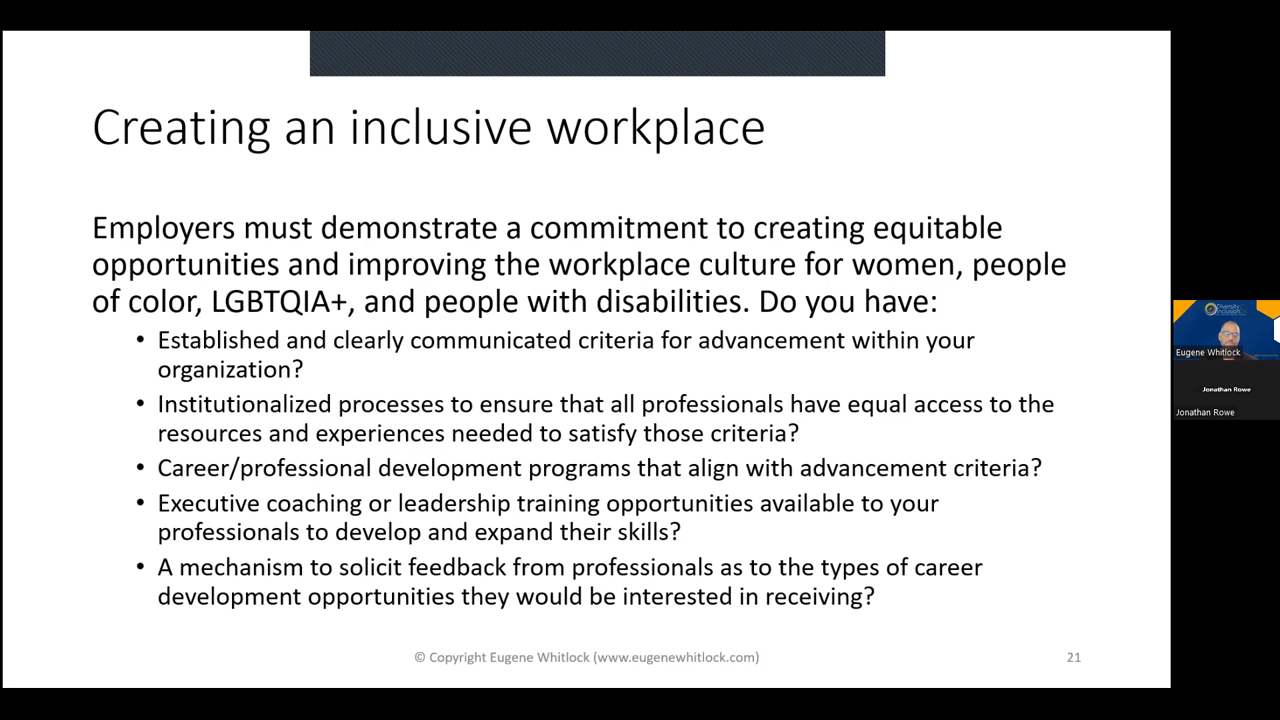 Creating an inclusive workplace
Employers must demonstrate a commitment to creating equitable
opportunities and improving the workplace culture for women, people
of color, LGBTQIA+, and people with disabilities. Do you have:
• Established and clearly communicated criteria for advancement within your
organization?
• Institutionalized processes to ensure that all professionals have equal access to the
resources and experiences needed to satisfy those criteria?
• Career/professional development programs that align with advancement criteria?
• Executive coaching or leadership training opportunities available to your
professionals to develop and expand their skills?
• A mechanism to solicit feedback from professionals as to the types of career
development opportunities they would be interested in receiving?
© Copyright Eugene Whitlock (www.eugenewhitlock.com)
21
Diversity
Inclusion
Eugene Whitlock
Jonathan Rowe
Jonathan Rowe